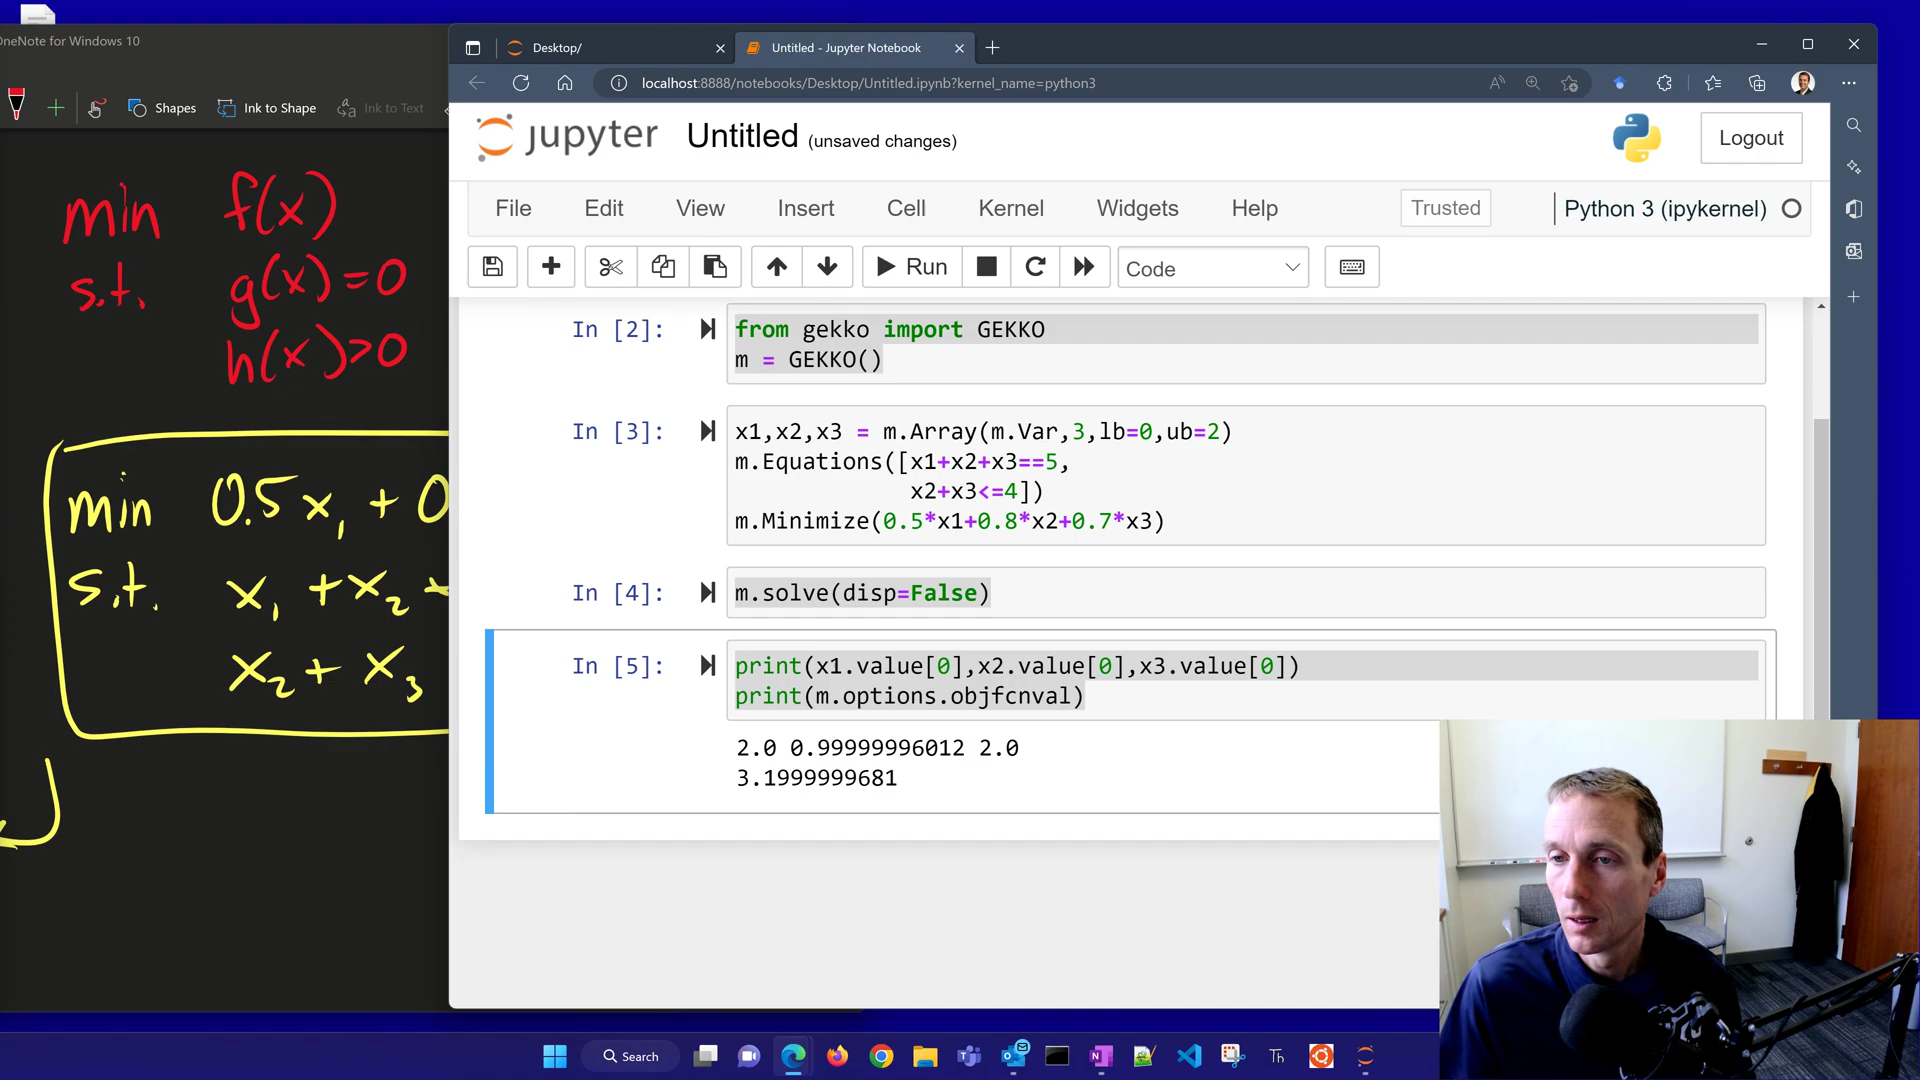 OneNote for Windows 10
Shapes
Ink to Shape
Ink to Text
min f(x)
s.t. g(x)=0
h(x)>0
min 0.5x₁ + 0
s.t. x₁ + x₂ +
x₂ + x₃
Desktop/
Untitled - Jupyter Notebook
localhost:8888/notebooks/Desktop/Untitled.ipynb?kernel_name=python3
jupyter Untitled (unsaved changes)
Logout
File Edit View Insert Cell Kernel Widgets Help
Trusted
Python 3 (ipykernel)
Run
Code
In [2]:
from gekko import GEKKO
m = GEKKO()
In [3]:
x1,x2,x3 = m.Array(m.Var,3,lb=0,ub=2)
m.Equations([x1+x2+x3==5,
x2+x3<=4])
m.Minimize(0.5*x1+0.8*x2+0.7*x3)
In [4]:
m.solve(disp=False)
In [5]:
print(x1.value[0],x2.value[0],x3.value[0])
print(m.options.objfcnval)
2.0 0.99999996012 2.0
3.1999999681
Search
Th